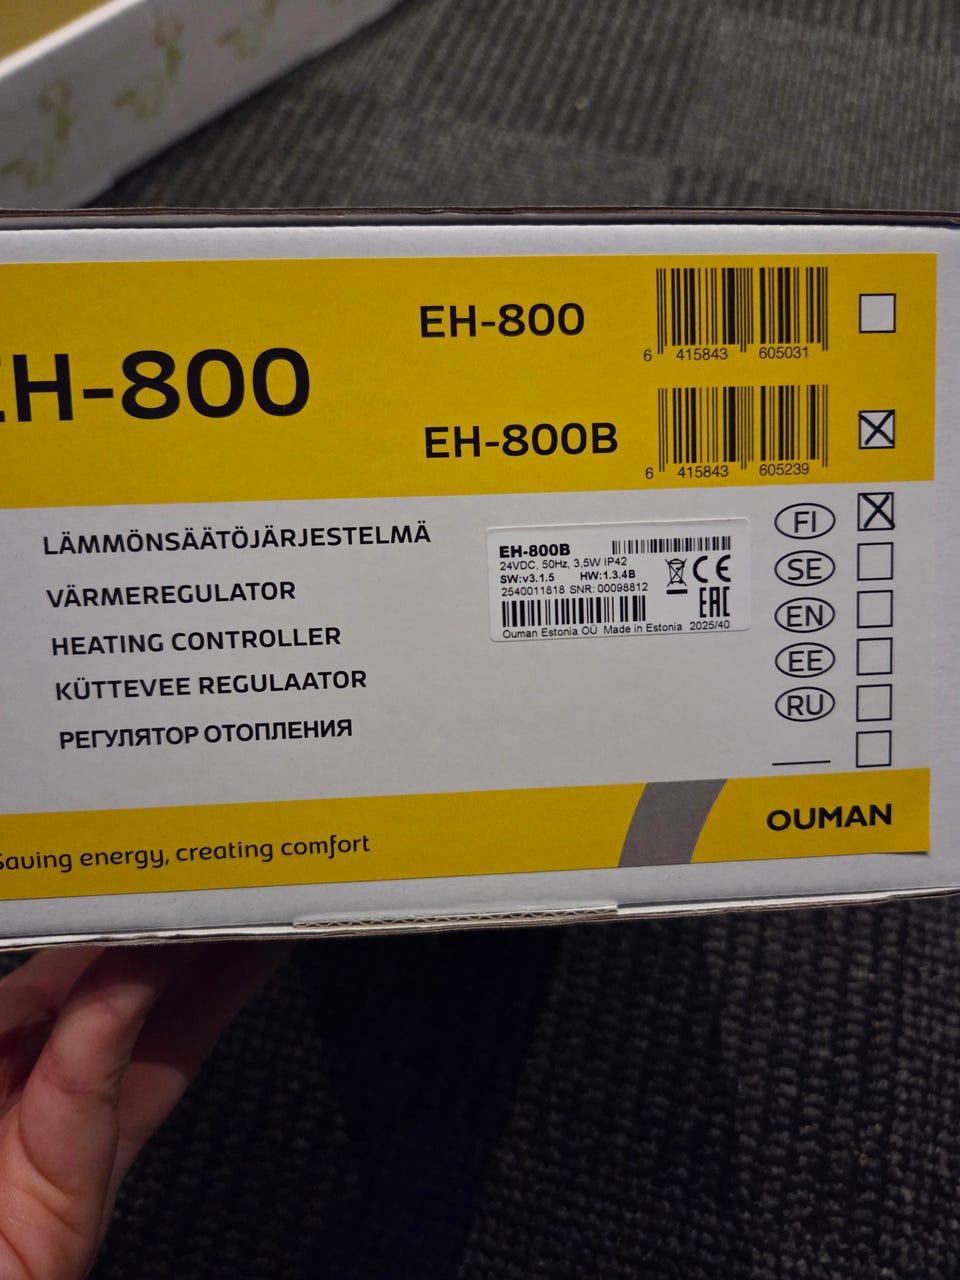 EH-800
6 415843 605031
EH-800
EH-800B
6 415843 605239
LÄMMÖNSÄÄTÖJÄRJESTELMÄ
VÄRMEREGULATOR
HEATING CONTROLLER
KÜTTEVEE REGULAATOR
РЕГУЛЯТОР ОТОПЛЕНИЯ
EH-800B
24VDC, 50Hz, 3,5W IP42
SW:v3.1.5 HW:1.3.4B
2540011818 SNR: 00098812
CE
EAC
Ouman Estonia OÜ Made in Estonia 2025/40
FI
SE
EN
EE
RU
Saving energy, creating comfort
OUMAN